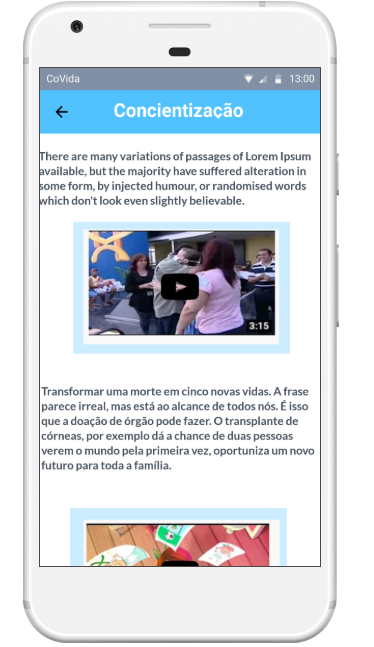 CoVida 13:00
Concientização
There are many variations of passages of Lorem Ipsum
available, but the majority have suffered alteration in
some form, by injected humour, or randomised words
which don't look even slightly believable.
3:15
Transformar uma morte em cinco novas vidas. A frase
parece irreal, mas está ao alcance de todos nós. É isso
que a doação de órgão pode fazer. O transplante de
córneas, por exemplo dá a chance de duas pessoas
verem o mundo pela primeira vez, oportuniza um novo
futuro para toda a família.